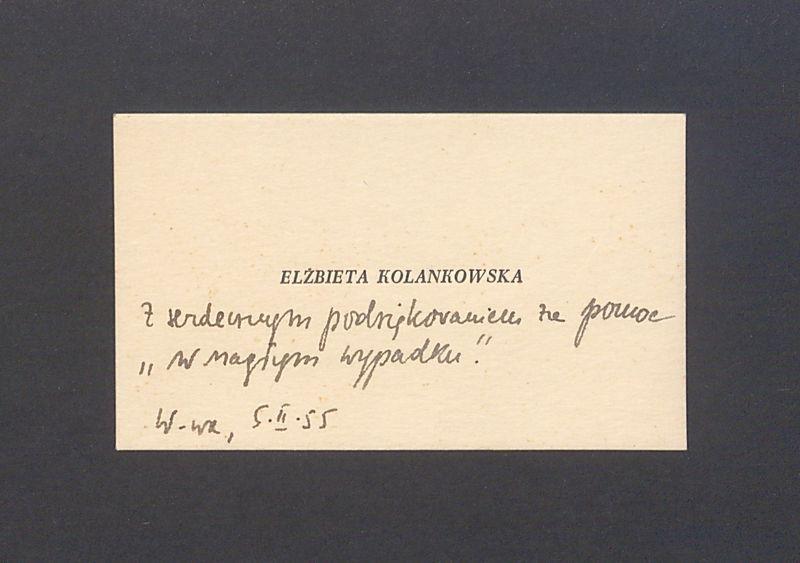 ELŻBIETA KOLANKOWSKA
Z serdecznym podziękowaniem za pomoc
„w nagłym wypadku".
W-wa, 5.II.55